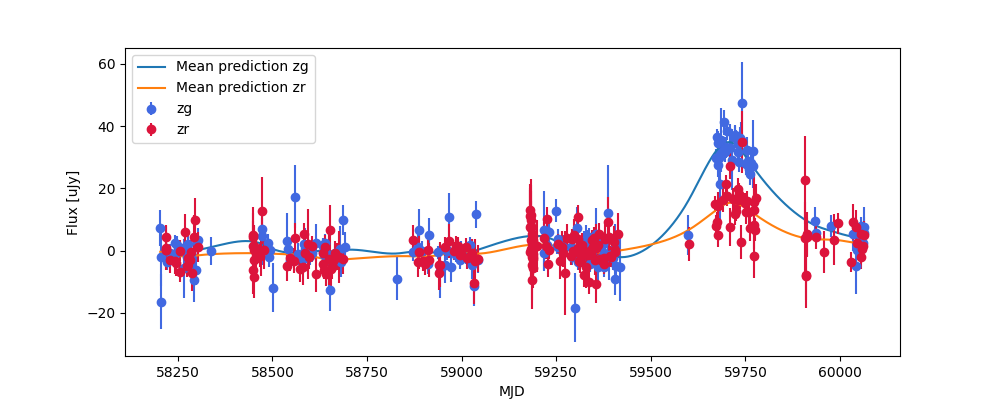 Mean prediction zg
Mean prediction zr
zg
zr
Flux [uJy]
60
40
20
0
−20
58250 58500 58750 59000 59250 59500 59750 60000
MJD